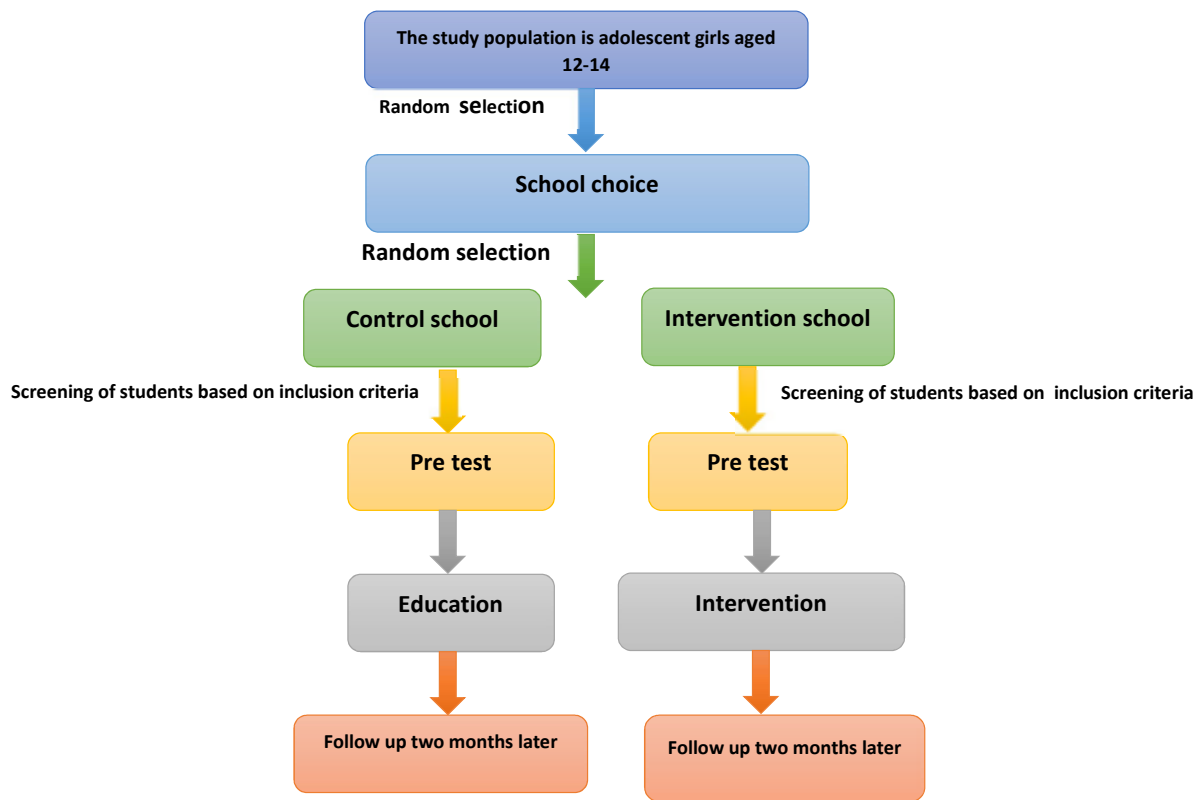 The study population is adolescent girls aged
12-14
Random selection
School choice
Random selection
Control school
Intervention school
Screening of students based on inclusion criteria
Screening of students based on inclusion criteria
Pre test
Pre test
Education
Intervention
Follow up two months later
Follow up two months later